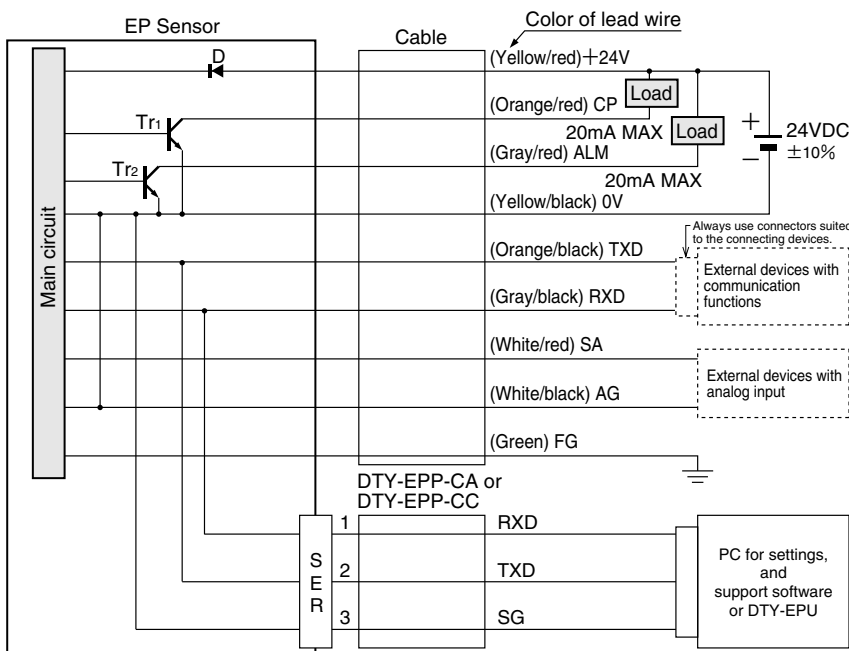 EP Sensor
Cable
Color of lead wire
D
(Yellow/red)+24V
Tr1
(Orange/red) CP
Load
20mA MAX
Load
+
24VDC
−
±10%
Tr2
(Gray/red) ALM
20mA MAX
(Yellow/black) 0V
Main circuit
Always use connectors suited
to the connecting devices.
(Orange/black) TXD
External devices with
communication
functions
(Gray/black) RXD
(White/red) SA
External devices with
analog input
(White/black) AG
(Green) FG
DTY-EPP-CA or
DTY-EPP-CC
SER
1
RXD
2
TXD
3
SG
PC for settings,
and
support software
or DTY-EPU